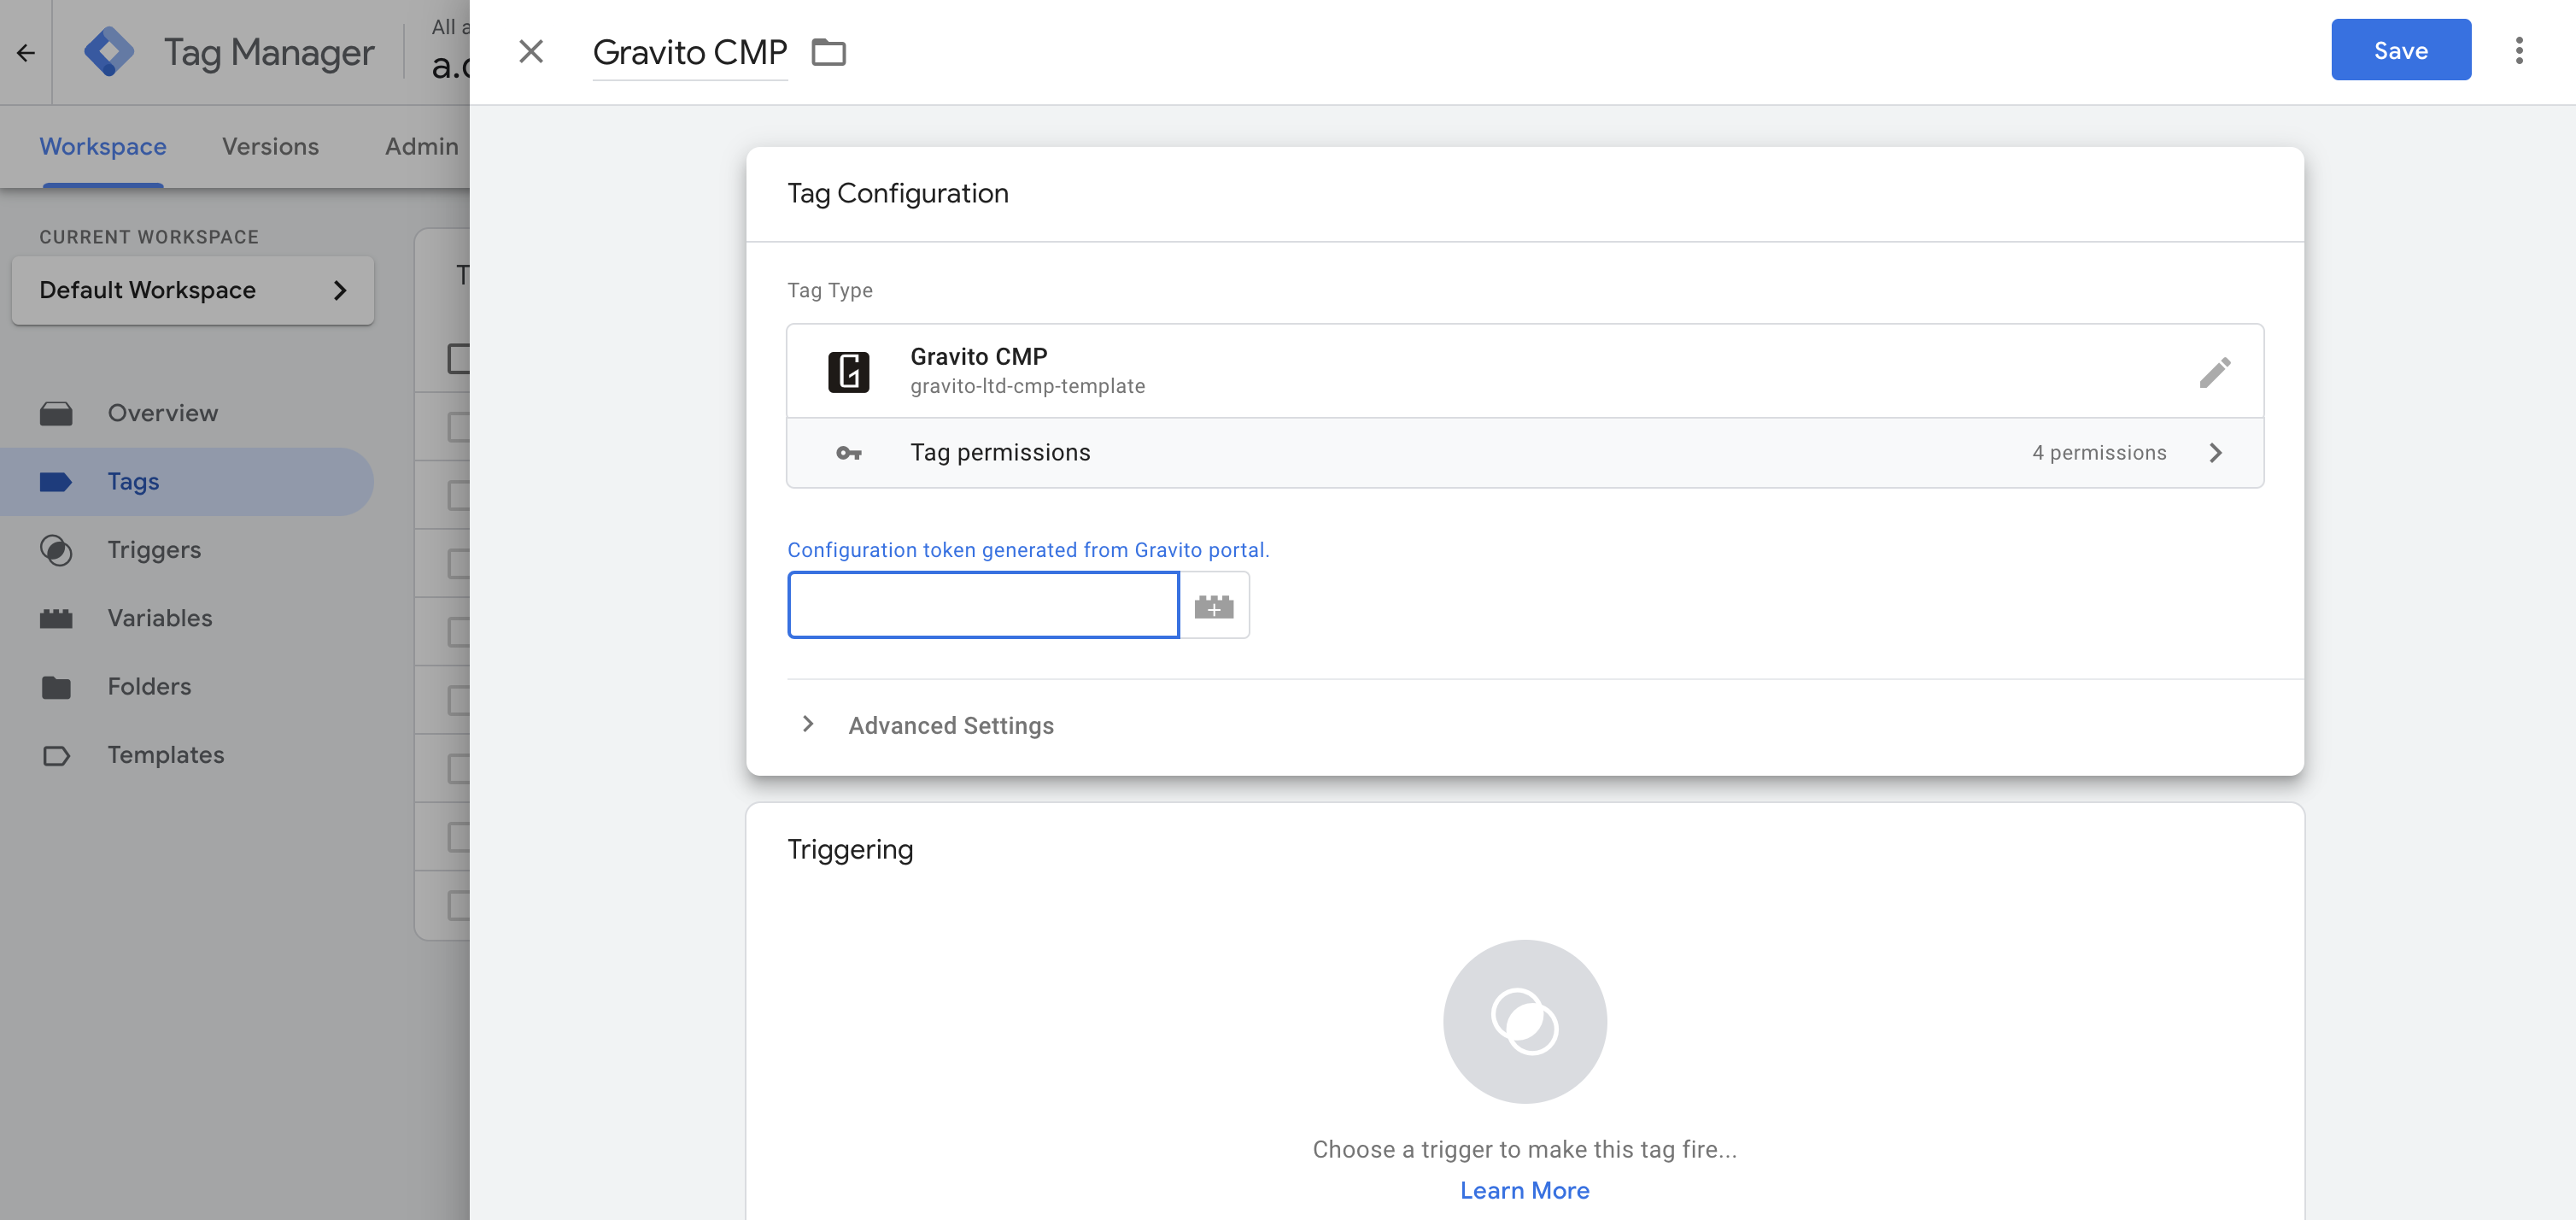 Tag Manager
All a
a.c
Gravito CMP
Save
Workspace
Versions
Admin
CURRENT WORKSPACE
Default Workspace
T
Overview
Tags
Triggers
Variables
Folders
Templates
Tag Configuration
Tag Type
Gravito CMP
gravito-ltd-cmp-template
Tag permissions
4 permissions
Configuration token generated from Gravito portal.
Advanced Settings
Triggering
Choose a trigger to make this tag fire...
Learn More